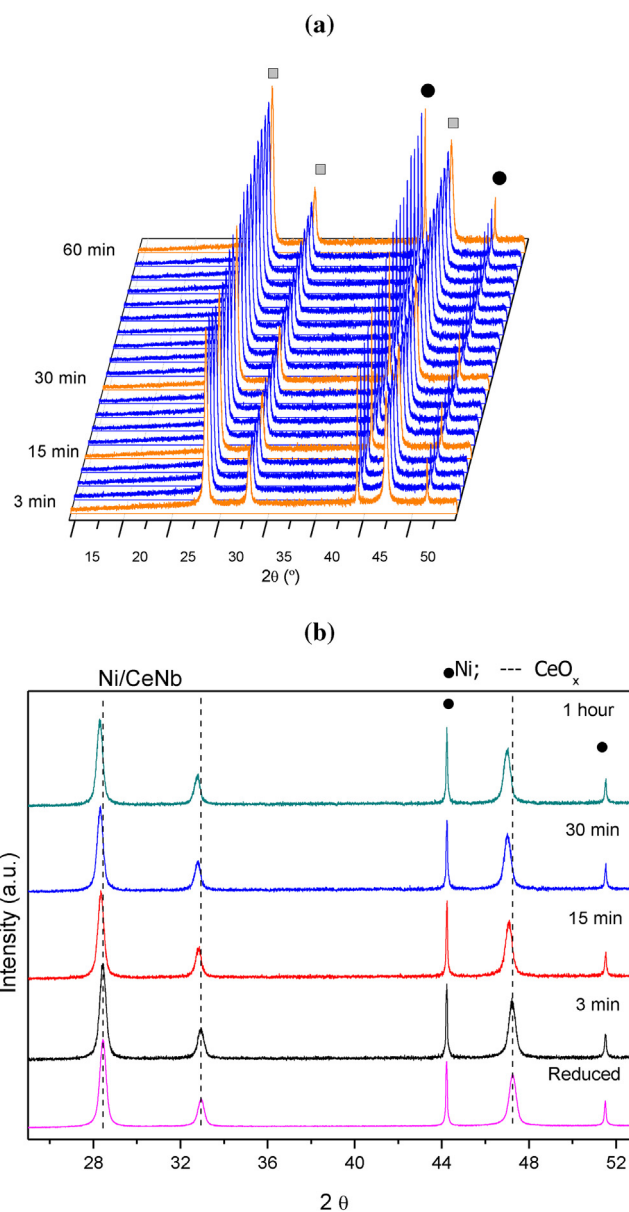 (a)
60 min
30 min
15 min
3 min
15 20 25 30 35 40 45 50
2θ (º)
(b)
Ni/CeNb
●Ni; --- CeOₓ
1 hour
30 min
15 min
3 min
Reduced
Intensity (a.u.)
28 32 36 40 44 48 52
2 θ